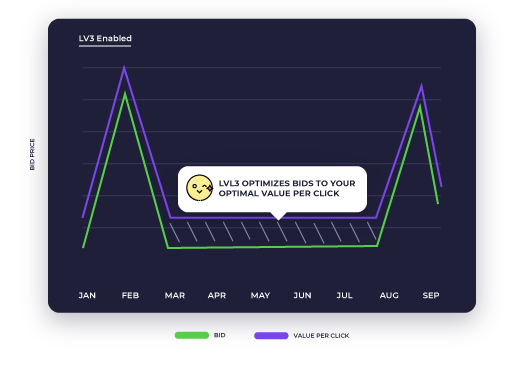 LV3 Enabled
BID PRICE
LVL3 OPTIMIZES BIDS TO YOUR
OPTIMAL VALUE PER CLICK
JAN FEB MAR APR MAY JUN JUL AUG SEP
BID VALUE PER CLICK